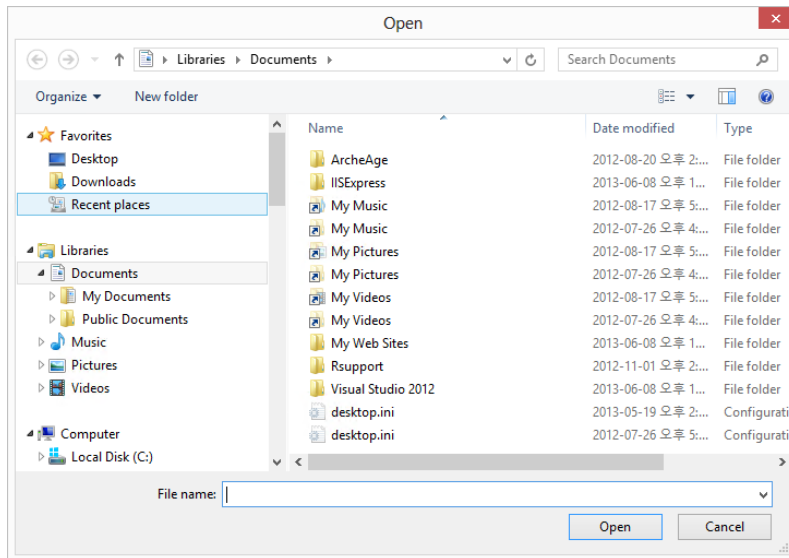 Open
Libraries Documents
Search Documents
Organize New folder
Favorites
Desktop
Downloads
Recent places
Libraries
Documents
My Documents
Public Documents
Music
Pictures
Videos
Computer
Local Disk (C:)
Name Date modified Type
ArcheAge 2012-08-20 오후 2:... File folder
IISExpress 2013-06-08 오후 1... File folder
My Music 2012-08-17 오후 5:... File folder
My Music 2012-07-26 오후 4:... File folder
My Pictures 2012-08-17 오후 5:... File folder
My Pictures 2012-07-26 오후 4:... File folder
My Videos 2012-08-17 오후 5:... File folder
My Videos 2012-07-26 오후 4:... File folder
My Web Sites 2013-06-08 오후 1... File folder
Rsupport 2012-11-01 오후 2:... File folder
Visual Studio 2012 2013-06-08 오후 1... File folder
desktop.ini 2013-05-19 오후 2:... Configurati
desktop.ini 2012-07-26 오후 5:... Configurati
File name:
Open Cancel